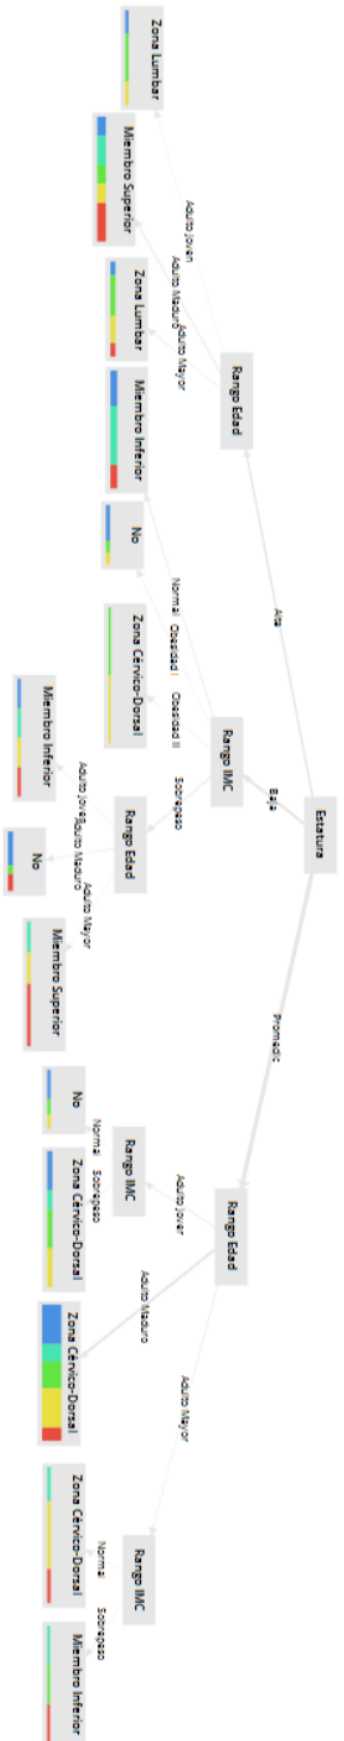 Estatura
Alta
Baja
Promedic
Rango Edad
Rango IMC
Rango Edad
Adulto Joven
Adulto Maduro
Adulto Mayor
Normal
Obesidad I
Obesidad II
Sobrepeso
Adulto Joven
Adulto Maduro
Adulto Mayor
Zona Lumbar
Miembro Superior
Zona Lumbar
Miembro Inferior
No
Zona Cérvico-Dorsal
Rango Edad
Rango IMC
Rango IMC
Adulto Joven
Adulto Maduro
Adulto Mayor
Normal
Sobrepeso
Normal
Sobrepeso
Miembro Inferior
No
Miembro Superior
No
Zona Cérvico-Dorsal
Zona Cérvico-Dorsal
Zona Cérvico-Dorsal
Miembro Inferior